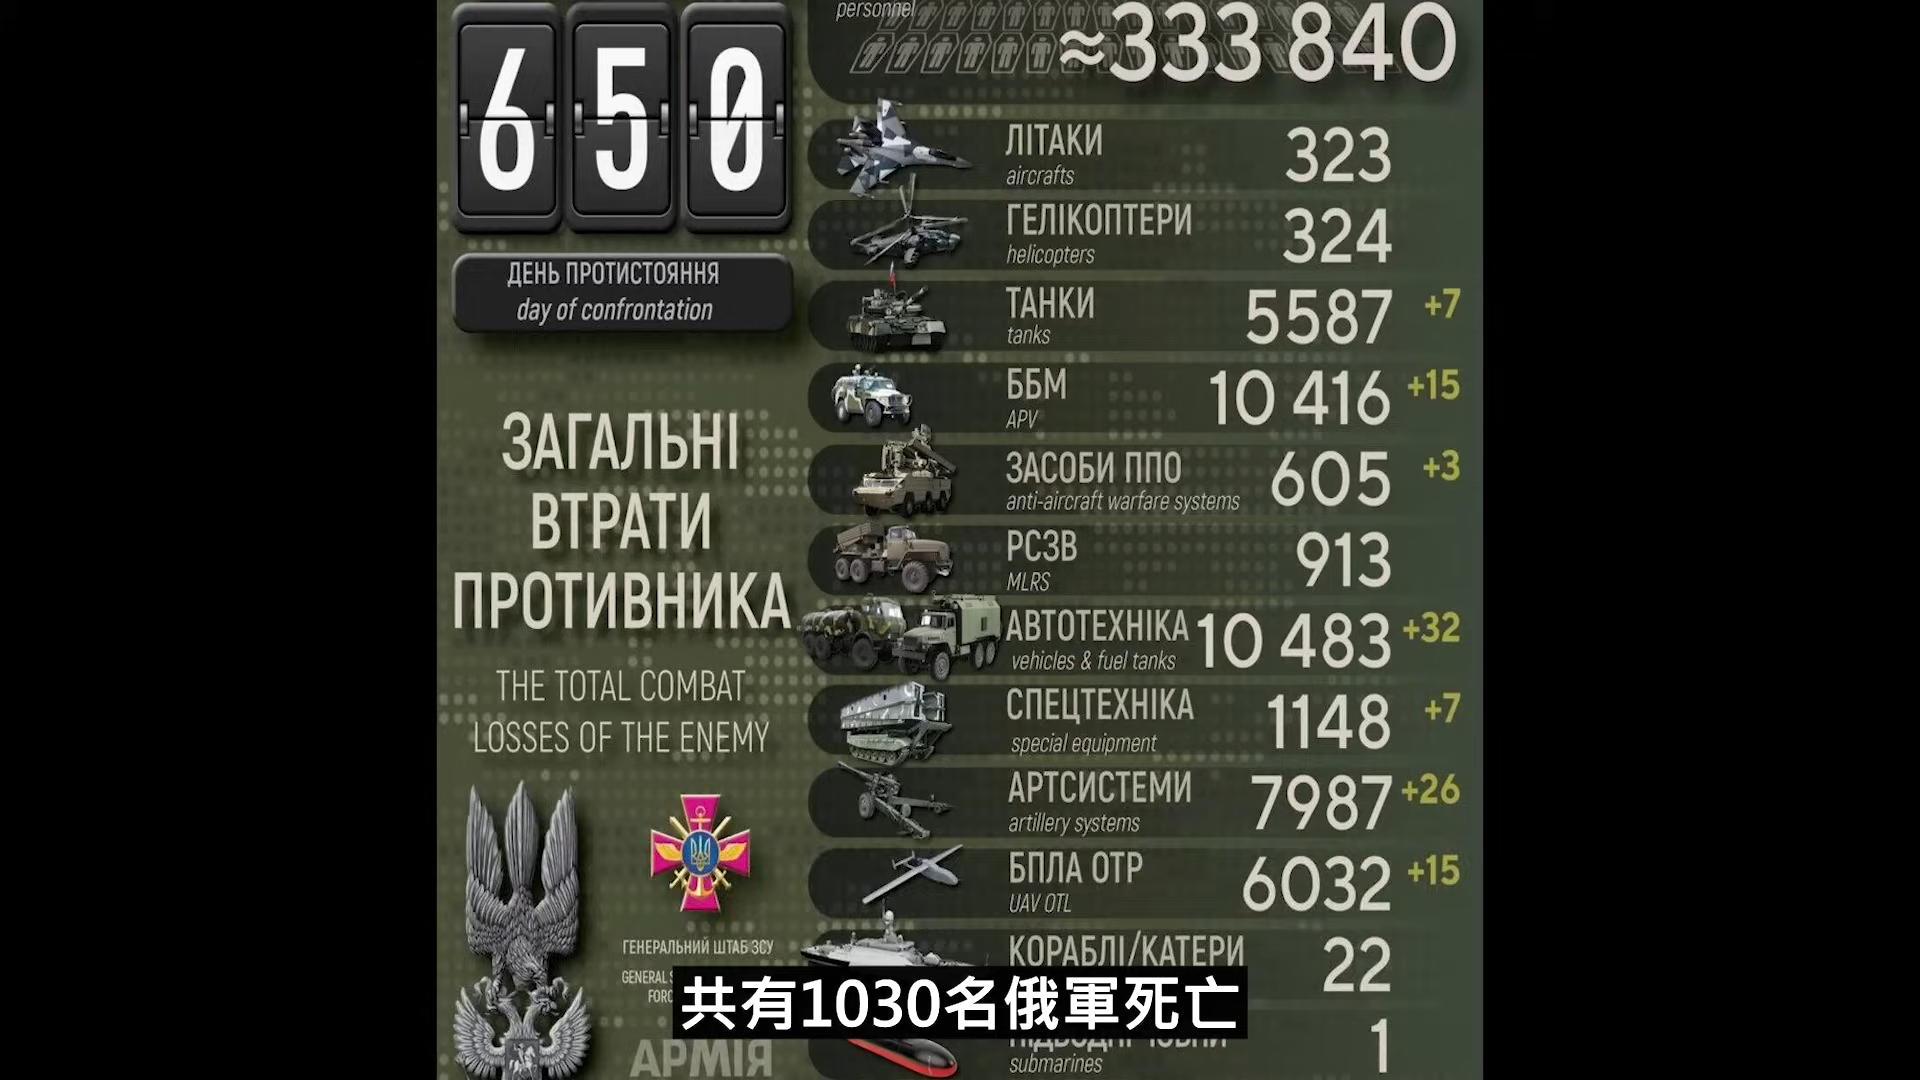 650
ДЕНЬ ПРОТИСТОЯННЯ
day of confrontation
ЗАГАЛЬНІ
ВТРАТИ
ПРОТИВНИКА
THE TOTAL COMBAT
LOSSES OF THE ENEMY
ГЕНЕРАЛЬНИЙ ШТАБ ЗСУ
GENERAL
АРМІЯ
personnel
≈333 840
ЛІТАКИ 323
aircrafts
ГЕЛІКОПТЕРИ 324
helicopters
ТАНКИ 5587 +7
tanks
ББМ 10 416 +15
APV
ЗАСОБИ ППО 605 +3
anti-aircraft warfare systems
РСЗВ 913
MLRS
АВТОТЕХНІКА 10 483 +32
vehicles & fuel tanks
СПЕЦТЕХНІКА 1148 +7
special equipment
АРТСИСТЕМИ 7987 +26
artillery systems
БПЛА ОТР 6032 +15
UAV OTL
КОРАБЛІ/КАТЕРИ 22
1
submarines
共有1030名俄軍死亡